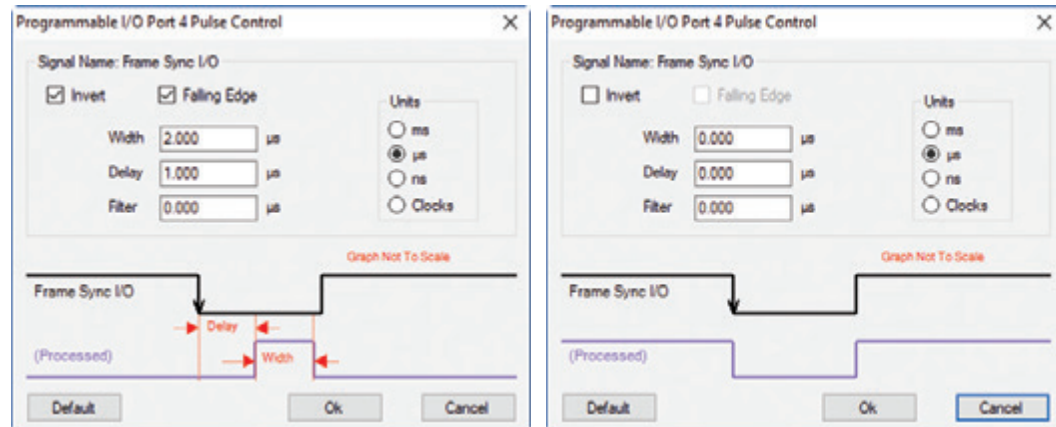 Programmable I/O Port 4 Pulse Control
Signal Name: Frame Sync I/O
Invert
Falling Edge
Units
Width 2.000 µs
Delay 1.000 µs
Filter 0.000 µs
ms
µs
ns
Clocks
Graph Not To Scale
Frame Sync I/O
Delay
(Processed)
Width
Default
Ok
Cancel
Programmable I/O Port 4 Pulse Control
Signal Name: Frame Sync I/O
Invert
Falling Edge
Units
Width 0.000 µs
Delay 0.000 µs
Filter 0.000 µs
ms
µs
ns
Clocks
Graph Not To Scale
Frame Sync I/O
(Processed)
Default
Ok
Cancel